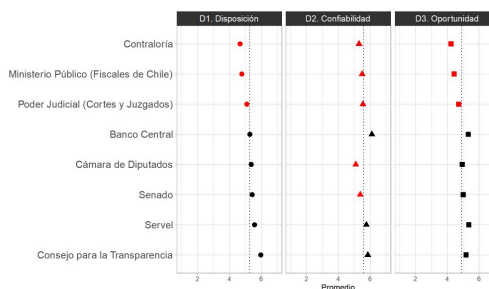 D1. Disposición D2. Confiabilidad D3. Oportunidad
Contraloría
Ministerio Público (Fiscales de Chile)
Poder Judicial (Cortes y Juzgados)
Banco Central
Cámara de Diputados
Senado
Servel
Consejo para la Transparencia
2 4 6 2 4 6 2 4 6
Promedio